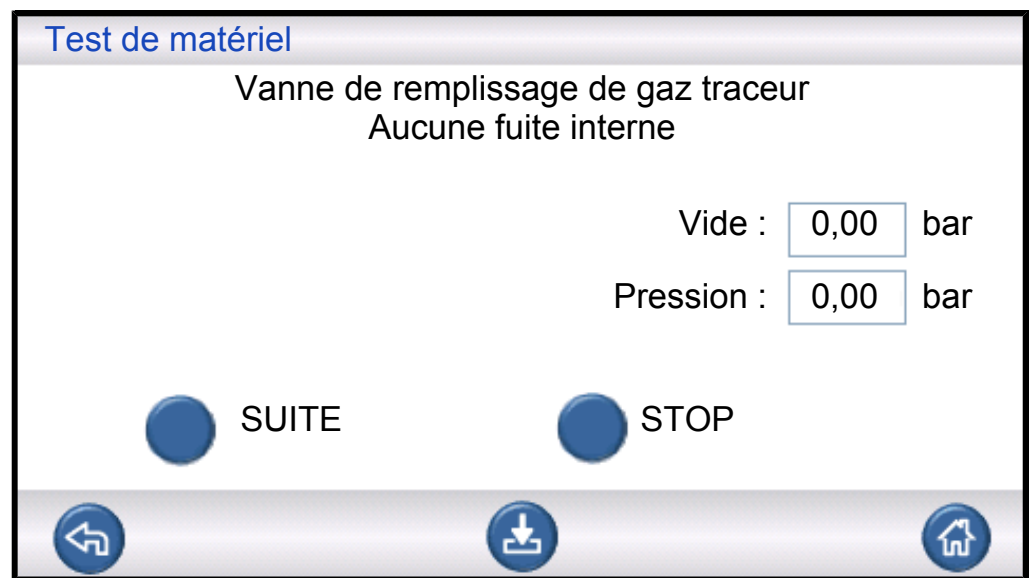 Test de matériel
Vanne de remplissage de gaz traceur
Aucune fuite interne
Vide : 0,00 bar
Pression : 0,00 bar
SUITE STOP